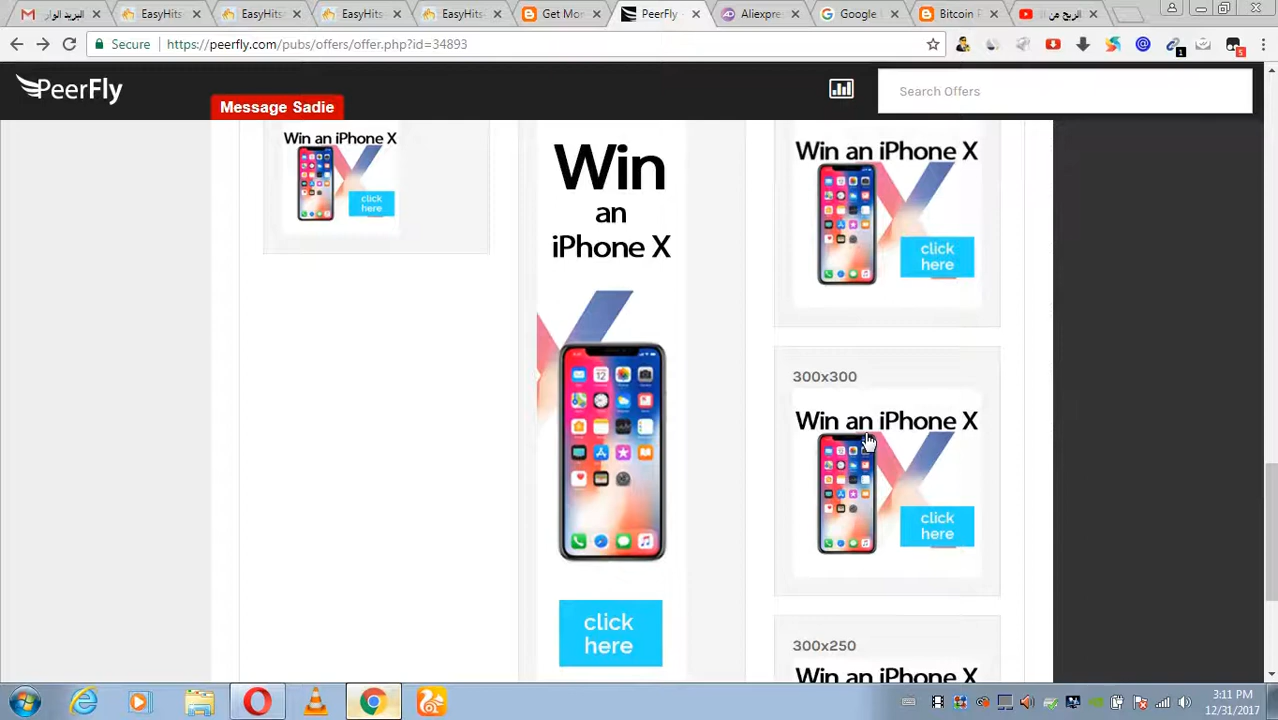 البريد الوار
EasyHits
EasyHits
EasyHits
EasyHits
Get Mo
PeerFly -
Aliexpre
Google
Bitcoin P
الربح من
Secure
https://peerfly.com/pubs/offers/offer.php?id=34893
1
5
PeerFly
Message Sadie
Search Offers
Win an iPhone X
click
here
Win
an
iPhone X
click
here
Win an iPhone X
click
here
300x300
Win an iPhone X
click
here
300x250
Win an iPhone X
3:11 PM
12/31/2017